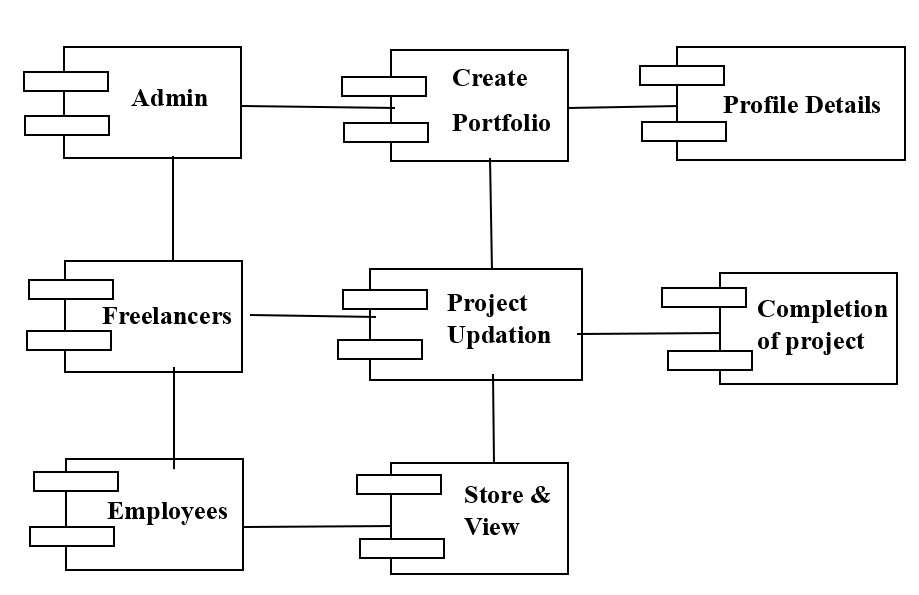 Admin
Create
Portfolio
Profile Details
Freelancers
Project
Updation
Completion
of project
Employees
Store &
View